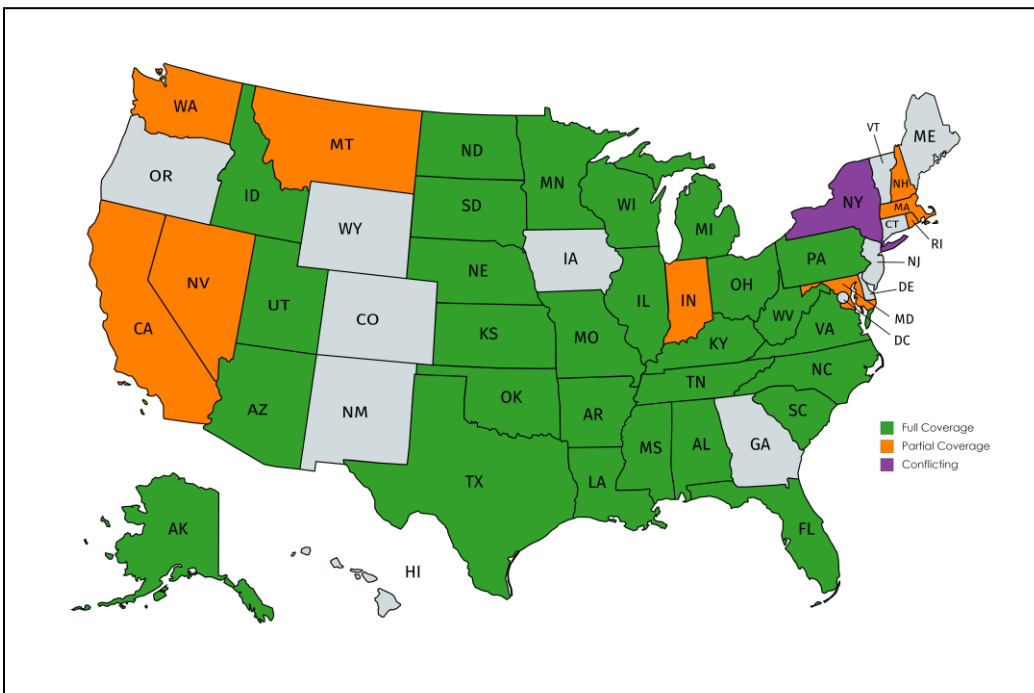 WA
MT
ND
MN
ME
VT
OR
ID
SD
WI
MI
NY
NH
MA
CT
RI
WY
IA
NE
PA
NJ
NV
UT
CO
IL
IN
OH
DE
CA
KS
MO
WV
VA
MD
KY
DC
AZ
NM
OK
AR
TN
NC
SC
MS
AL
GA
TX
LA
FL
AK
HI
Full Coverage
Partial Coverage
Conflicting